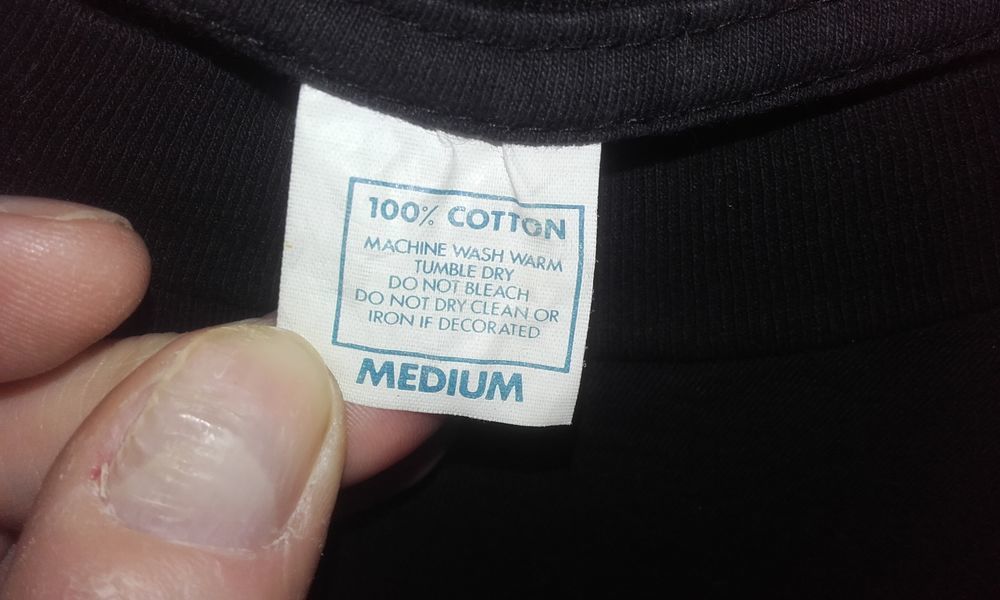 100% COTTON
MACHINE WASH WARM
TUMBLE DRY
DO NOT BLEACH
DO NOT DRY CLEAN OR
IRON IF DECORATED
MEDIUM